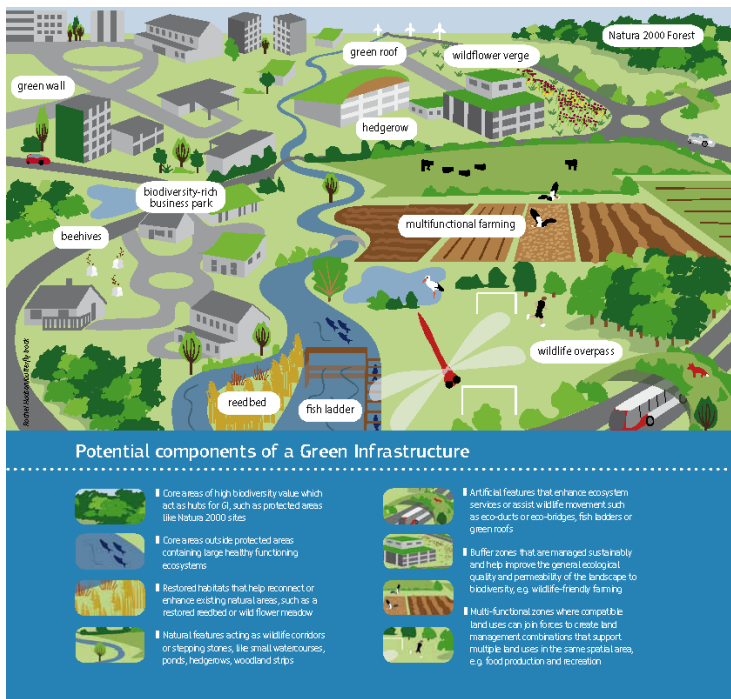 Natura 2000 Forest
green roof
wildflower verge
green wall
hedgerow
biodiversity-rich
business park
multifunctional farming
beehives
wildlife overpass
reedbed
fish ladder
Potential components of a Green Infrastructure
Core areas of high biodiversity value which
act as hubs for GI, such as protected areas
like Natura 2000 sites
Core areas outside protected areas
containing large healthy functioning
ecosystems
Restored habitats that help reconnect or
enhance existing natural areas, such as a
restored reedbed or wild flower meadow
Natural features acting as wildlife corridors
or stepping stones, like small watercourses,
ponds, hedgerows, woodland strips
Artificial features that enhance ecosystem
services or assist wildlife movement such
as eco-ducts or eco-bridges, fish ladders or
green roofs
Buffer zones that are managed sustainably
and help improve the general ecological
quality and permeability of the landscape to
biodiversity, e.g. wildlife-friendly farming
Multi-functional zones where compatible
land uses can join forces to create land
management combinations that support
multiple land uses in the same spatial area,
e.g. food production and recreation